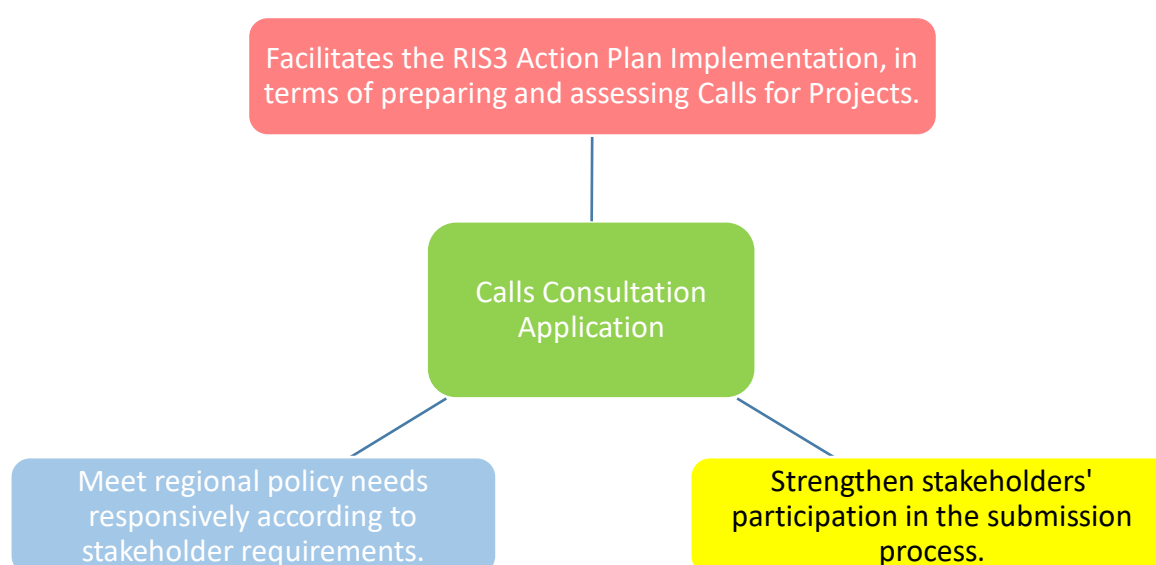 Facilitates the RIS3 Action Plan Implementation, in
terms of preparing and assessing Calls for Projects.
Calls Consultation
Application
Meet regional policy needs
responsively according to
stakeholder requirements.
Strengthen stakeholders'
participation in the submission
process.